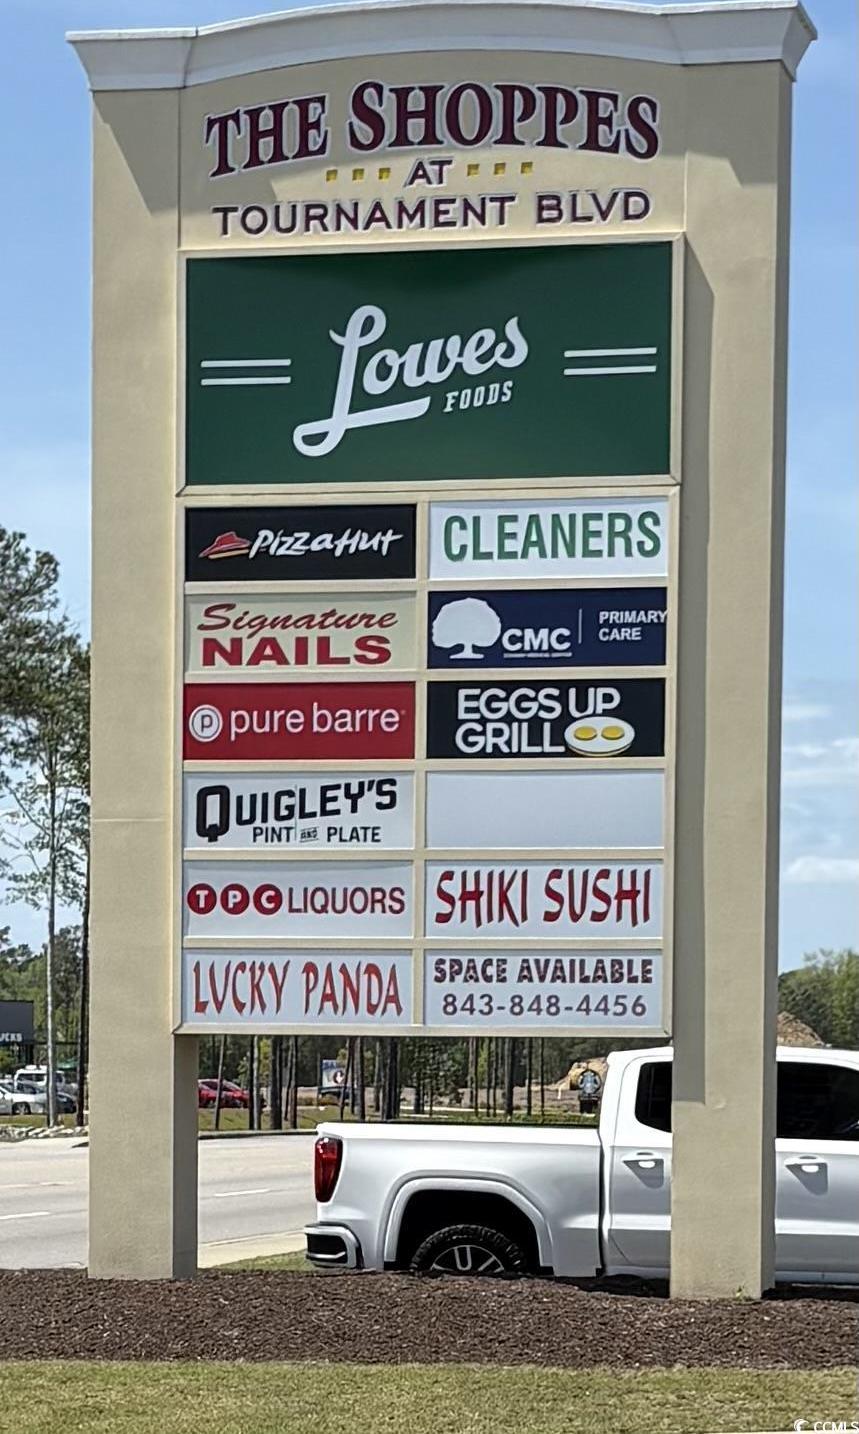 THE SHOPPES
AT
TOURNAMENT BLVD
Lowes
FOODS
Pizza Hut
CLEANERS
Signature
NAILS
CMC
PRIMARY
CARE
pure barre
EGGS UP
GRILL
QUIGLEY'S
PINT AND PLATE
TPC LIQUORS
SHIKI SUSHI
LUCKY PANDA
SPACE AVAILABLE
843-848-4456
CCMLS